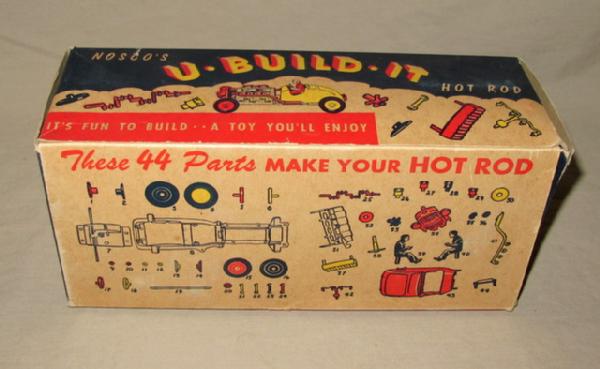 NOSCO'S
U·BUILD·IT
HOT ROD
IT'S FUN TO BUILD··A TOY YOU'LL ENJOY
These 44 Parts MAKE YOUR HOT ROD